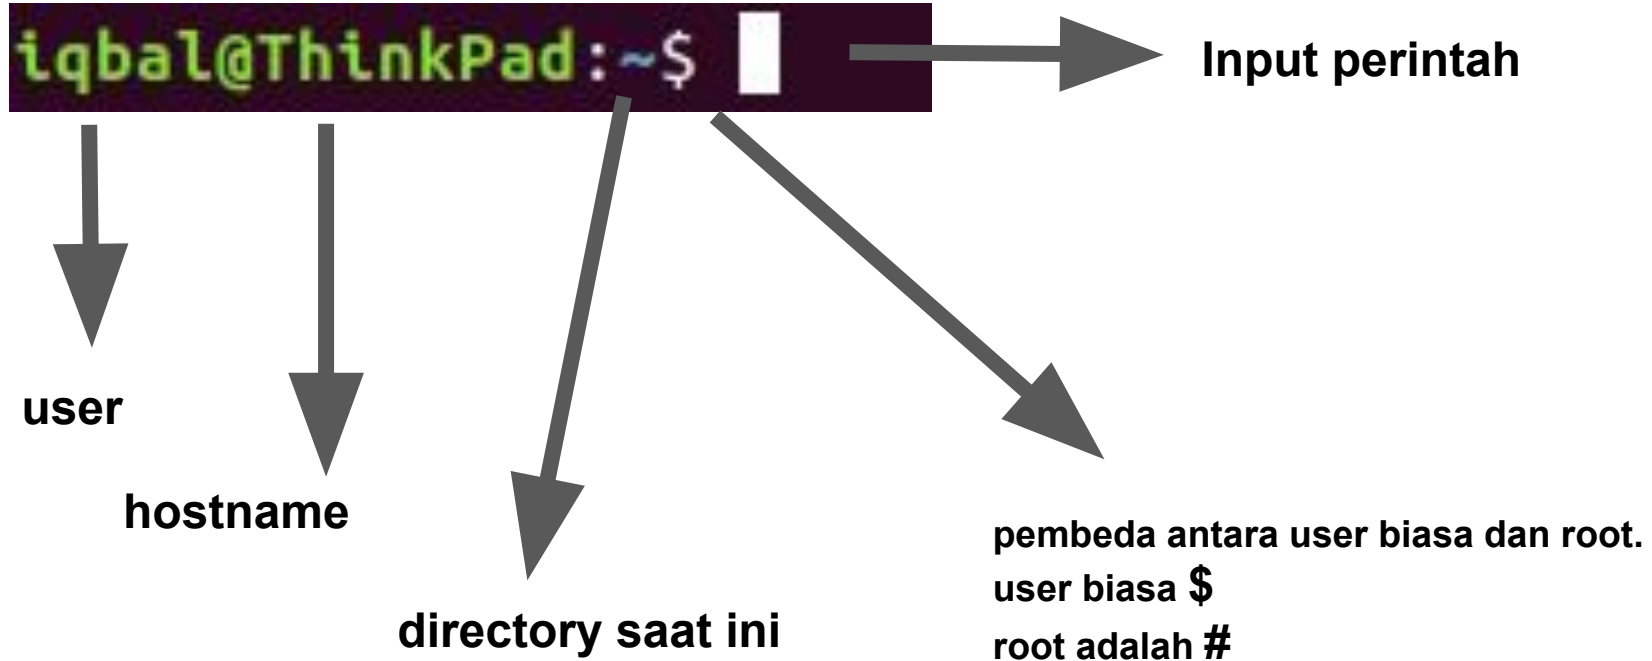 iqbal@ThinkPad:~$
Input perintah
user
hostname
directory saat ini
pembeda antara user biasa dan root.
user biasa $
root adalah #